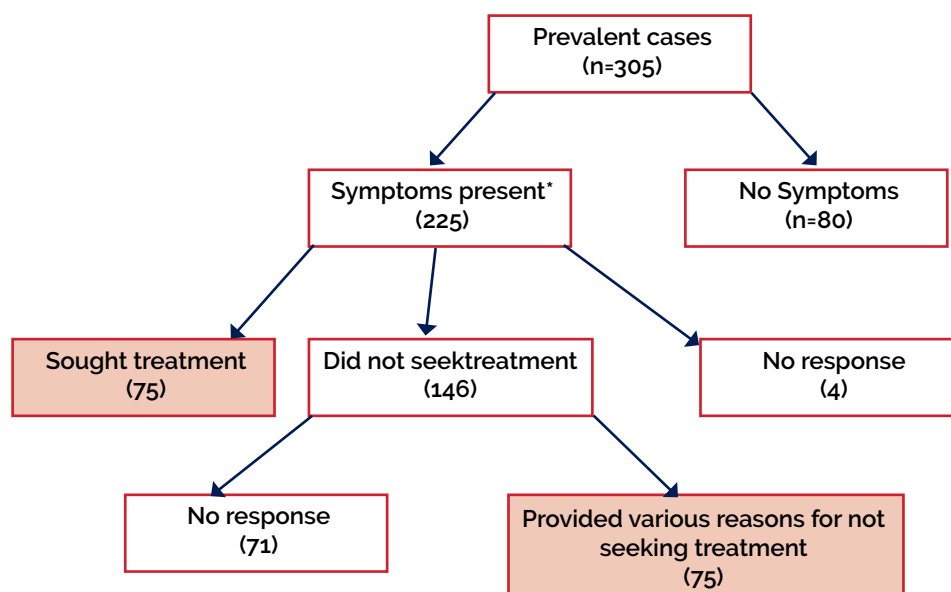 Prevalent cases
(n=305)
Symptoms present*
(225)
No Symptoms
(n=80)
Sought treatment
(75)
Did not seektreatment
(146)
No response
(4)
No response
(71)
Provided various reasons for not
seeking treatment
(75)